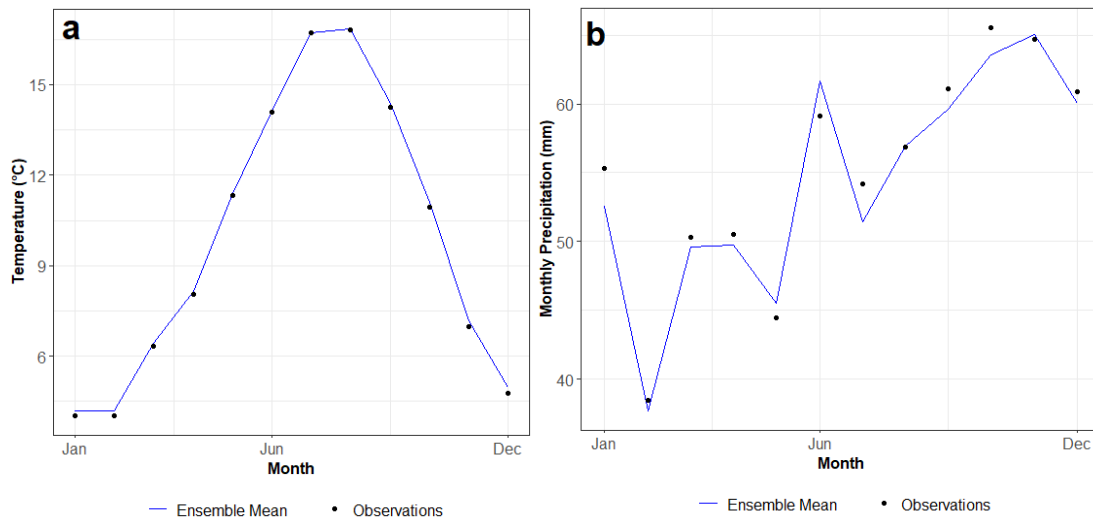 a
15
12
9
6
Temperature (°C)
Jan
Jun
Dec
Month
Ensemble Mean
Observations
b
60
50
40
Monthly Precipitation (mm)
Jan
Jun
Dec
Month
Ensemble Mean
Observations